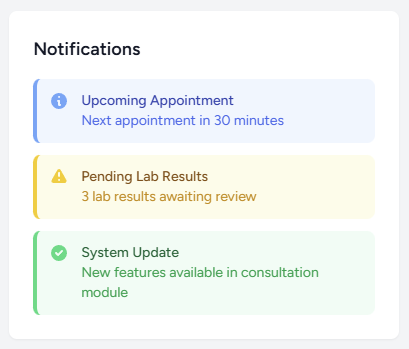 Notifications
Upcoming Appointment
Next appointment in 30 minutes
Pending Lab Results
3 lab results awaiting review
System Update
New features available in consultation
module